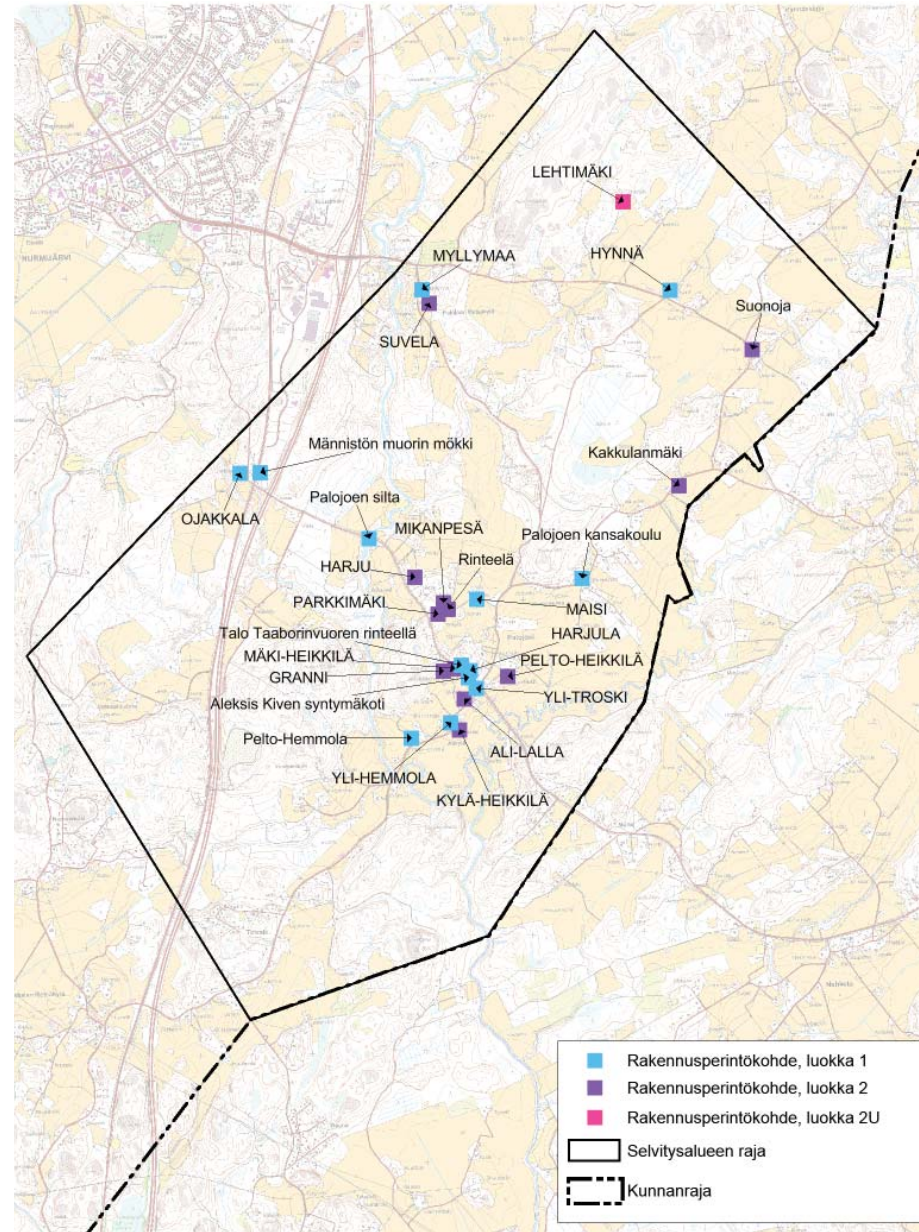 LEHTIMÄKI
MYLLYMAA
HYNNÄ
Suonoja
SUVELA
NURMIJÄRVI
Männistön muorin mökki
Kakkulanmäki
OJAKKALA
Palojoen silta
MIKANPESÄ
Palojoen kansakoulu
HARJU
Rinteelä
PARKKIMÄKI
MAISI
Talo Taaborinvuoren rinteellä
HARJULA
MÄKI-HEIKKILÄ
PELTO-HEIKKILÄ
GRANNI
Aleksis Kiven syntymäkoti
YLI-TROSKI
Pelto-Hemmola
ALI-LALLA
YLI-HEMMOLA
KYLÄ-HEIKKILÄ
Rakennusperintökohde, luokka 1
Rakennusperintökohde, luokka 2
Rakennusperintökohde, luokka 2U
Selvitysalueen raja
Kunnanraja